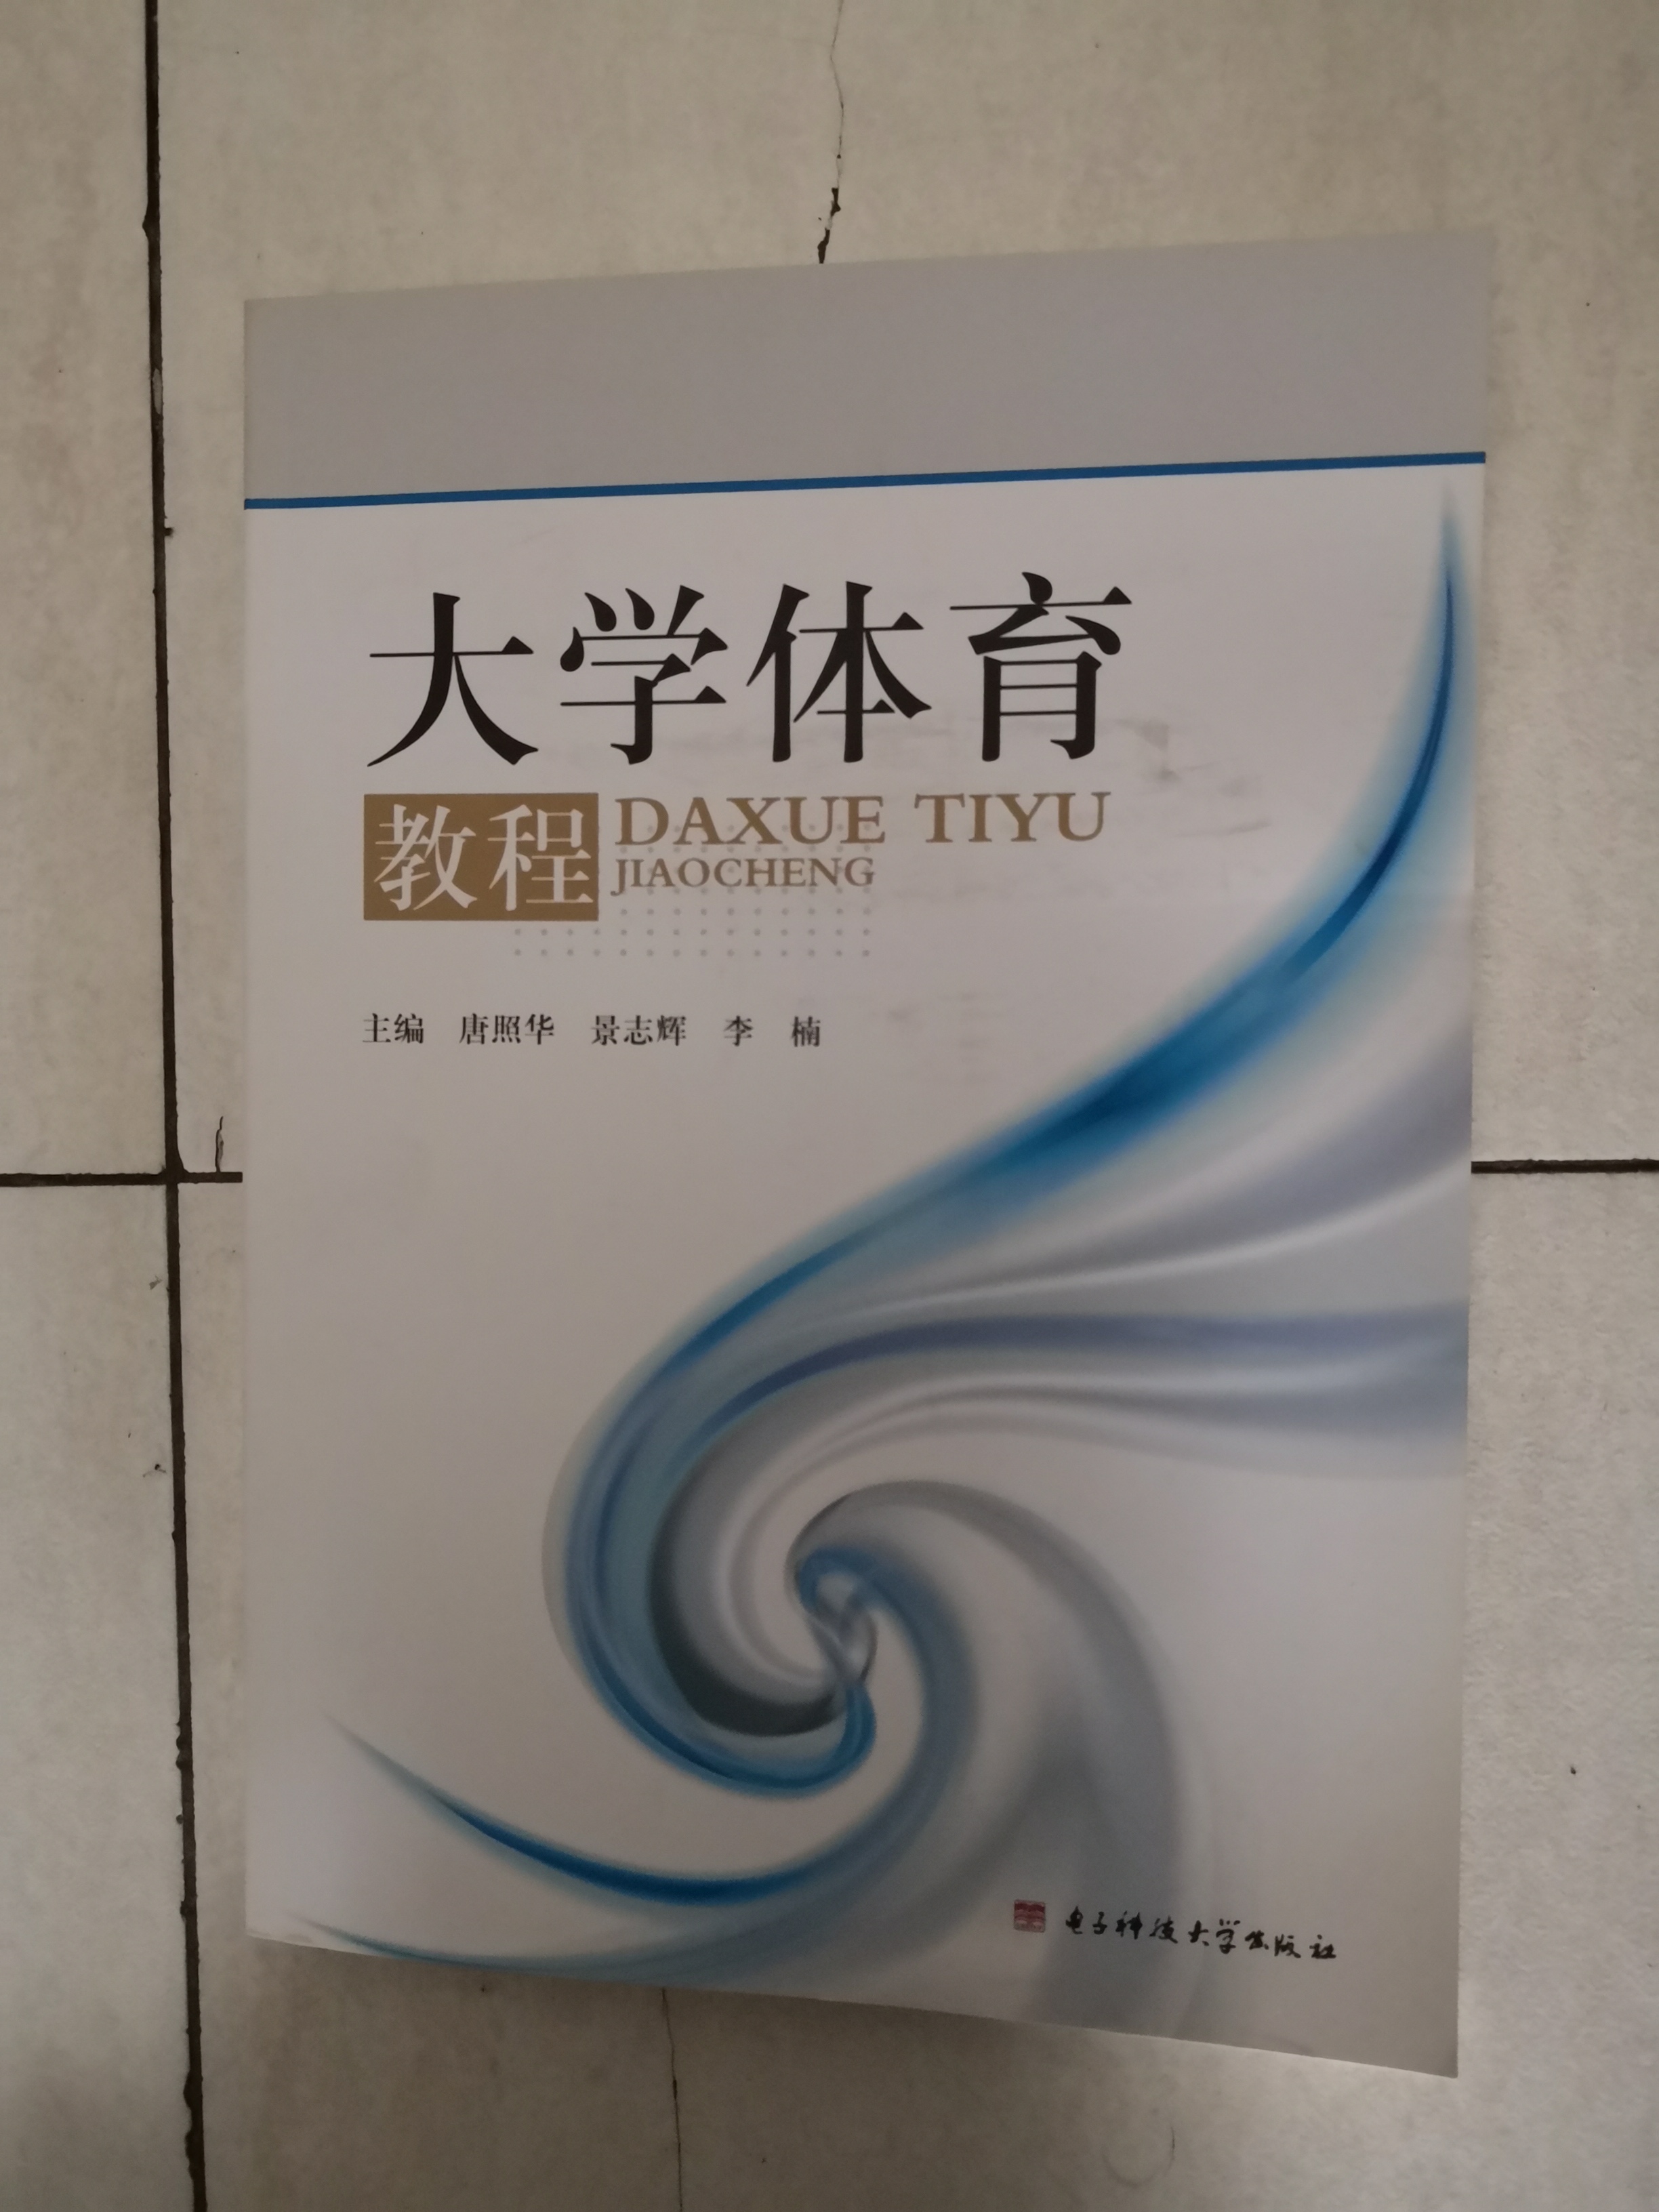 大学体育
教程
DAXUE TIYU
JIAOCHENG
主编 唐照华 景志辉 李 楠
电子科技大学出版社